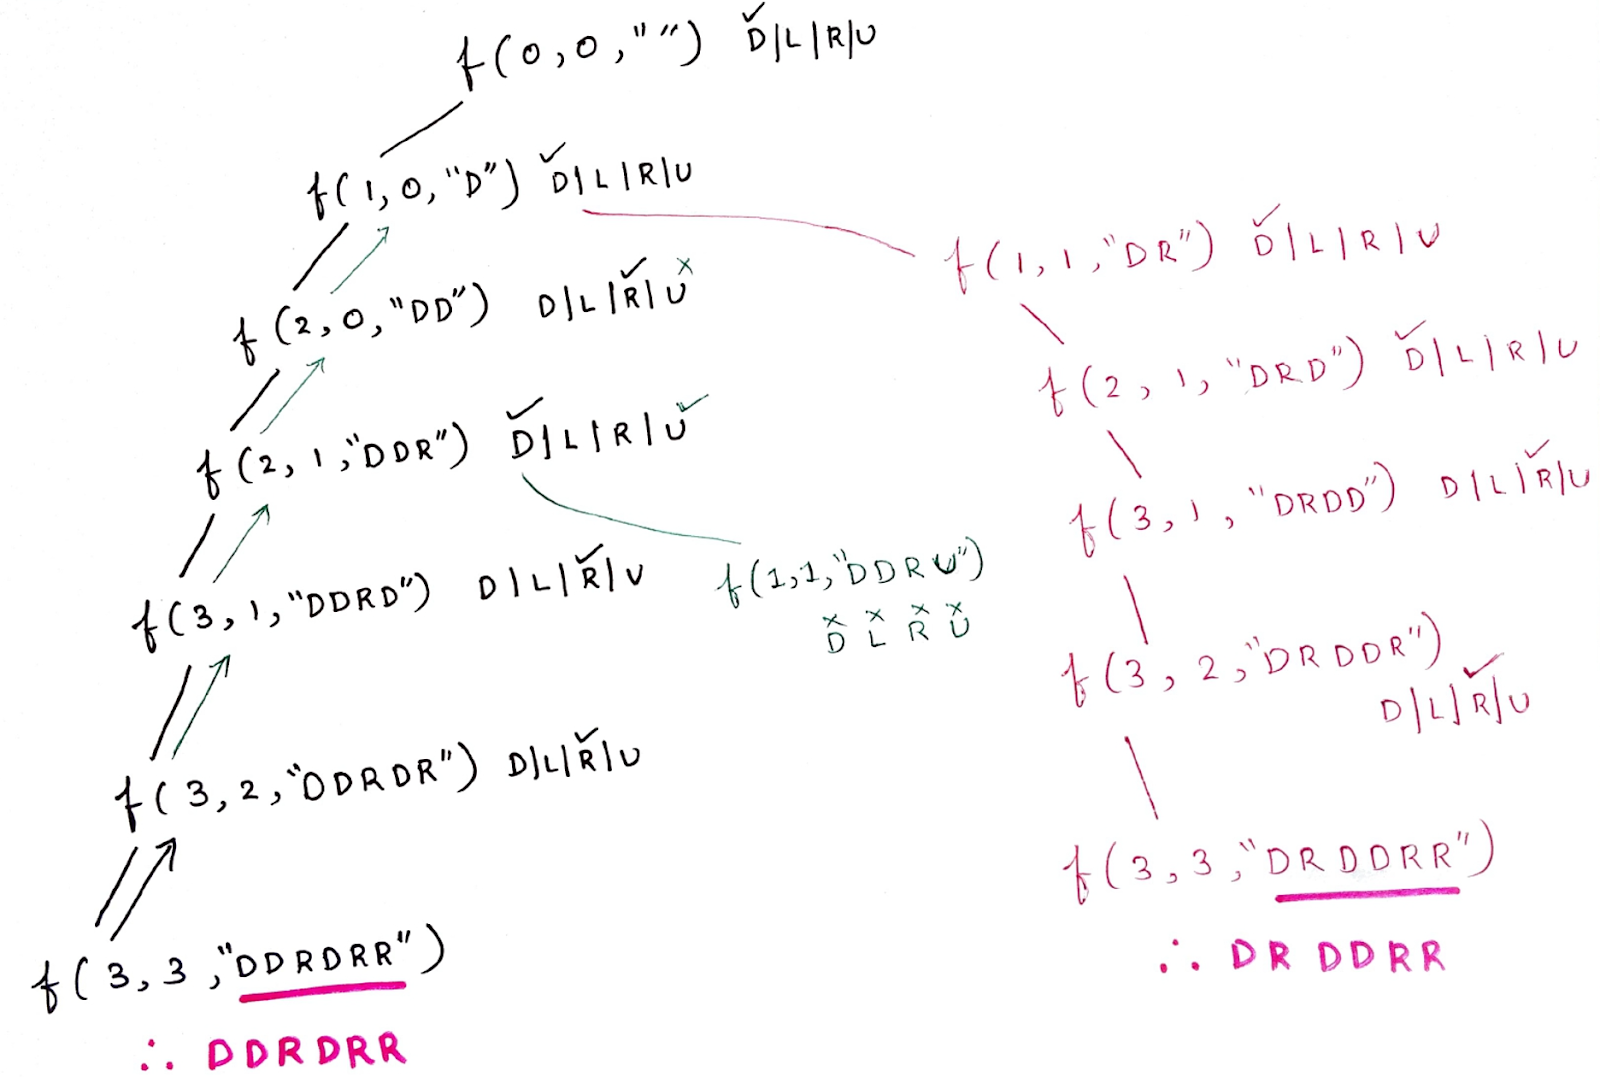 f(0,0,"") D|L|R|U
f(1,0,"D") D|L|R|U
f(1,1,"DR") D|L|R|U
f(2,0,"DD") D|L|R|U
f(2,1,"DRD") D|L|R|U
f(2,1,"DDR") D|L|R|U
f(3,1,"DRDD") D|L|R|U
f(3,1,"DDRD") D|L|R|U
f(1,1,"DDRU")
D L R U
f(3,2,"DRDDR")
D|L|R|U
f(3,2,"DDRDR") D|L|R|U
f(3,3,"DRDDRR")
f(3,3,"DDRDRR")
∴ DR DDRR
∴ DDRDRR